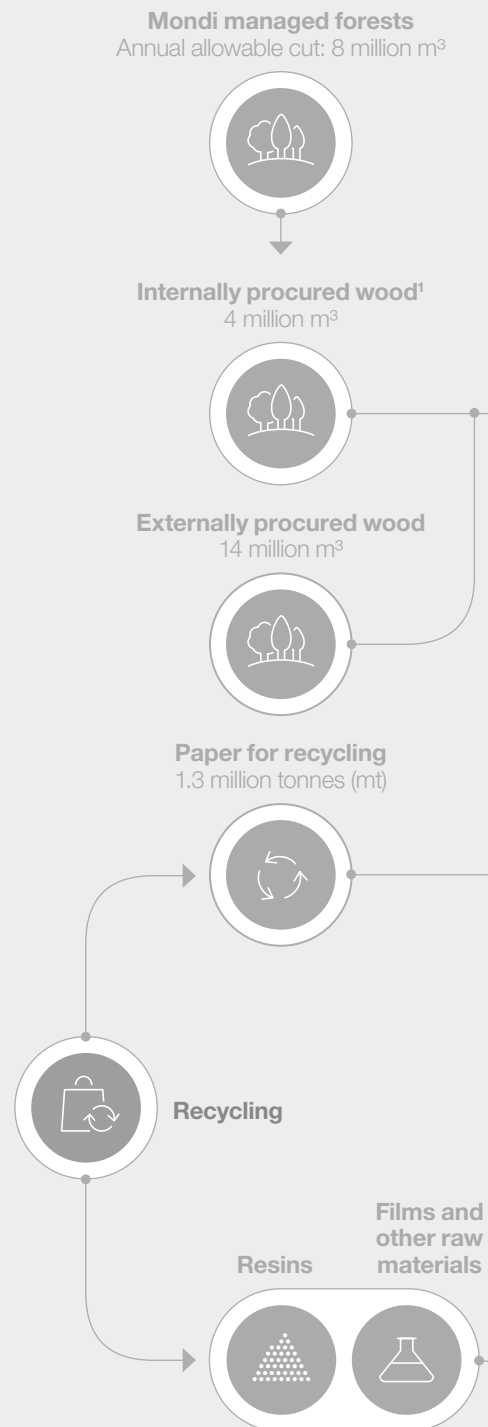 Mondi managed forests
Annual allowable cut: 8 million m³
Internally procured wood¹
4 million m³
Externally procured wood
14 million m³
Paper for recycling
1.3 million tonnes (mt)
Recycling
Resins
Films and
other raw
materials